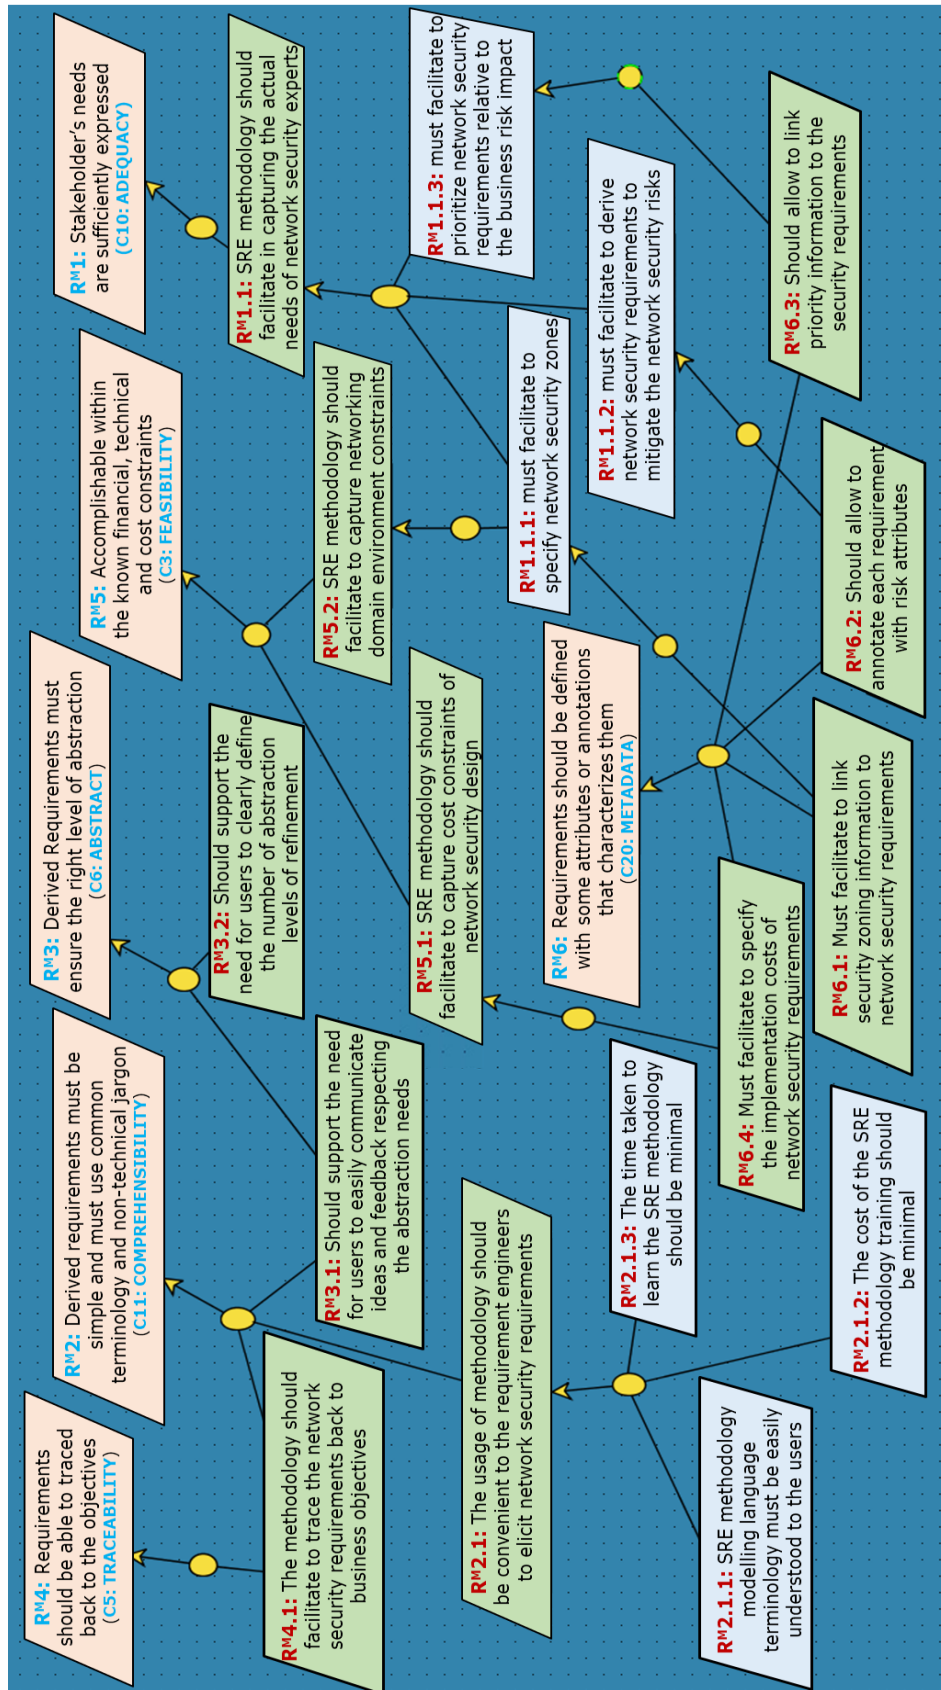 RM4: Requirements
should be able to traced
back to the objectives
(C5: TRACEABILITY)
RM2: Derived requirements must be
simple and must use common
terminology and non-technical jargon
(C11: COMPREHENSIBILITY)
RM3: Derived Requirements must
ensure the right level of abstraction
(C6: ABSTRACT)
RM5: Accomplishable within
the known financial, technical
and cost constraints
(C3: FEASIBILITY)
RM1: Stakeholder's needs
are sufficiently expressed
(C10: ADEQUACY)
RM4.1: The methodology should
facilitate to trace the network
security requirements back to
business objectives
RM3.1: Should support the need
for users to easily communicate
ideas and feedback respecting
the abstraction needs
RM3.2: Should support the
need for users to clearly define
the number of abstraction
levels of refinement
RM5.2: SRE methodology should
facilitate to capture networking
domain environment constraints
RM1.1: SRE methodology should
facilitate in capturing the actual
needs of network security experts
RM2.1: The usage of methodology should
be convenient to the requirement engineers
to elicit network security requirements
RM5.1: SRE methodology should
facilitate to capture cost constraints of
network security design
RM1.1.1: must facilitate to
specify network security zones
RM1.1.3: must facilitate to
prioritize network security
requirements relative to
the business risk impact
RM6: Requirements should be defined
with some attributes or annotations
that characterizes them
(C20: METADATA)
RM1.1.2: must facilitate to derive
network security requirements to
mitigate the network security risks
RM2.1.1: SRE methodology
modelling language
terminology must be easily
understood to the users
RM2.1.3: The time taken to
learn the SRE methodology
should be minimal
RM2.1.2: The cost of the SRE
methodology training should
be minimal
RM6.4: Must facilitate to specify
the implementation costs of
network security requirements
RM6.1: Must facilitate to link
security zoning information to
network security requirements
RM6.2: Should allow to
annotate each requirement
with risk attributes
RM6.3: Should allow to link
priority information to the
security requirements